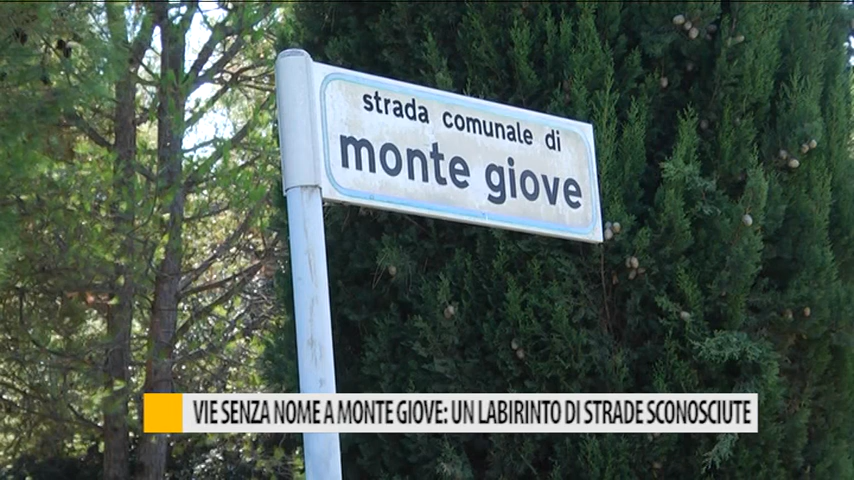 strada comunale di
monte giove
VIE SENZA NOME A MONTE GIOVE: UN LABIRINTO DI STRADE SCONOSCIUTE